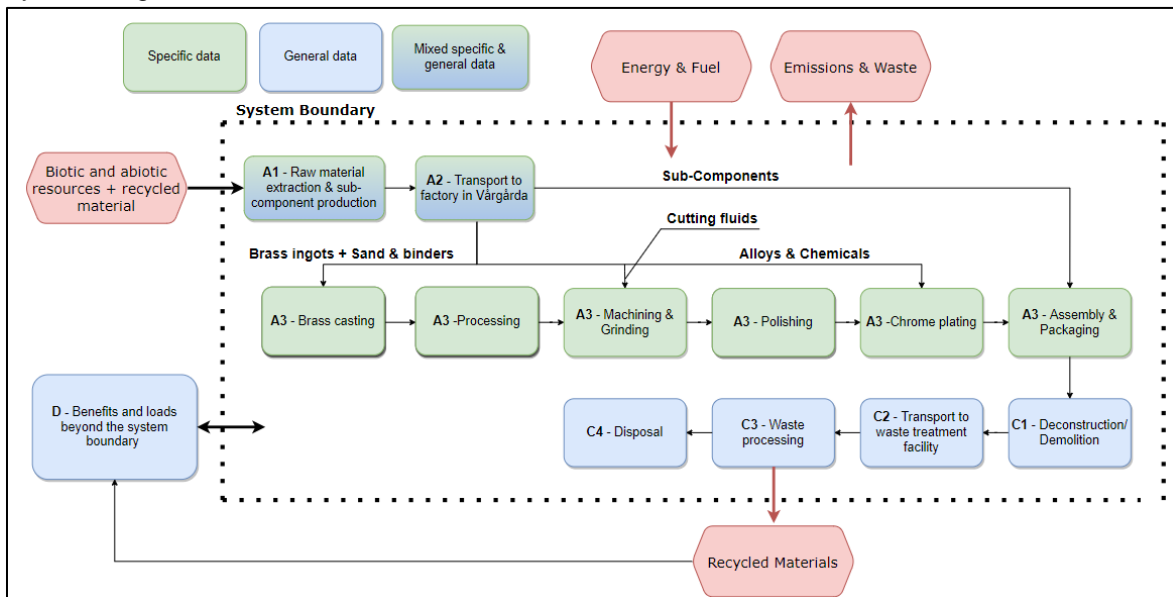 Specific data
General data
Mixed specific &
general data
Energy & Fuel
Emissions & Waste
System Boundary
Biotic and abiotic
resources + recycled
material
A1 - Raw material
extraction & sub-
component production
A2 - Transport to
factory in Vårgårda
Sub-Components
Cutting fluids
Brass ingots + Sand & binders
Alloys & Chemicals
A3 - Brass casting
A3 -Processing
A3 - Machining &
Grinding
A3 - Polishing
A3 -Chrome plating
A3 - Assembly &
Packaging
D - Benefits and loads
beyond the system
boundary
C4 - Disposal
C3 - Waste
processing
C2 - Transport to
waste treatment
facility
C1 - Deconstruction/
Demolition
Recycled Materials